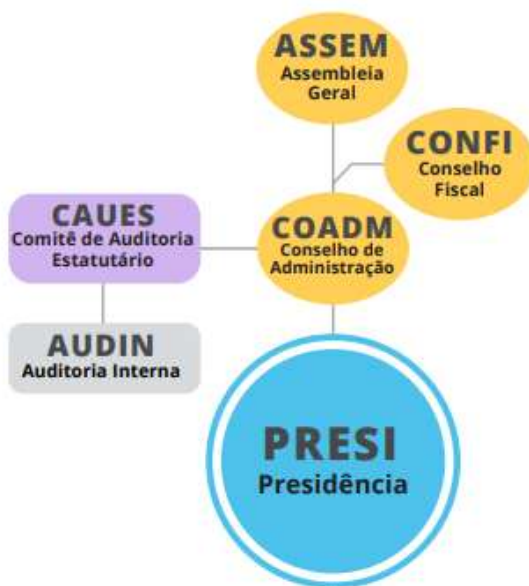 ASSEM
Assembleia
Geral
CONFI
Conselho
Fiscal
CAUES
Comitê de Auditoria
Estatutário
COADM
Conselho de
Administração
AUDIN
Auditoria Interna
PRESI
Presidência